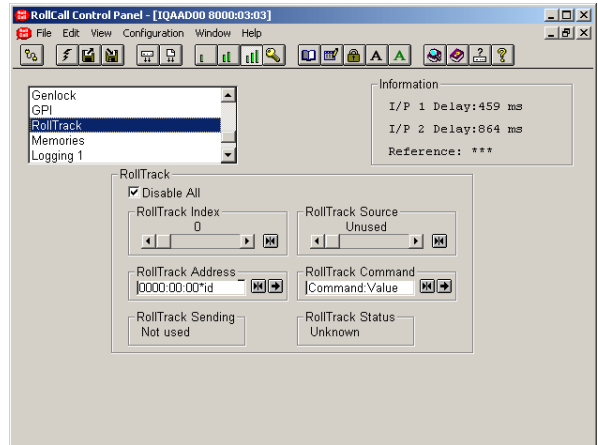 RollCall Control Panel - [IQAAD00 8000:03:03]
File Edit View Configuration Window Help
A A ?
Genlock
GPI
RollTrack
Memories
Logging 1
Information
I/P 1 Delay:459 ms
I/P 2 Delay:864 ms
Reference: ***
RollTrack
Disable All
RollTrack Index
0
RollTrack Source
Unused
RollTrack Address
0000:00:00*id
RollTrack Command
Command:Value
RollTrack Sending
Not used
RollTrack Status
Unknown